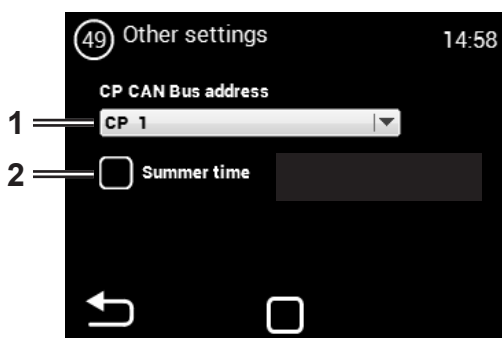 49 Other settings 14:58
CP CAN Bus address
1 CP 1
2 Summer time